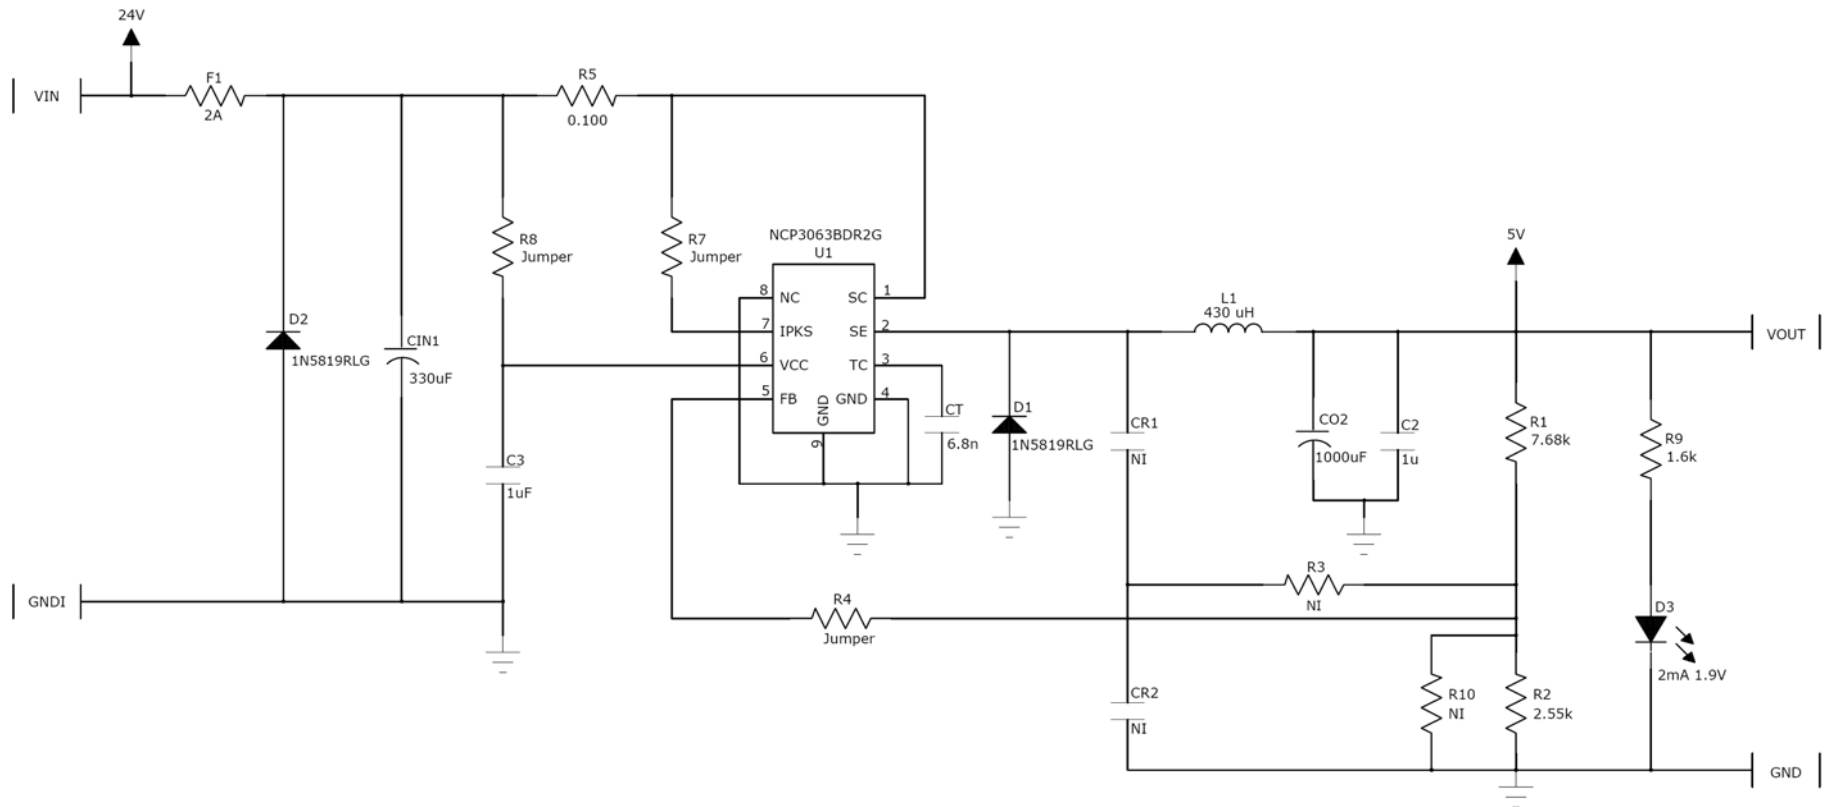 24V
VIN
F1
2A
R5
0.100
R8
Jumper
R7
Jumper
NCP3063BDR2G
U1
8 NC SC 1
7 IPKS SE 2
6 VCC TC 3
5 FB GND 4
GND
9
D2
1N5819RLG
CIN1
330uF
C3
1uF
CT
6.8n
D1
1N5819RLG
CR1
NI
L1
430 uH
5V
VOUT
CO2
1000uF
C2
1u
R1
7.68k
R9
1.6k
GNDI
R4
Jumper
R3
NI
D3
2mA 1.9V
CR2
NI
R10
NI
R2
2.55k
GND